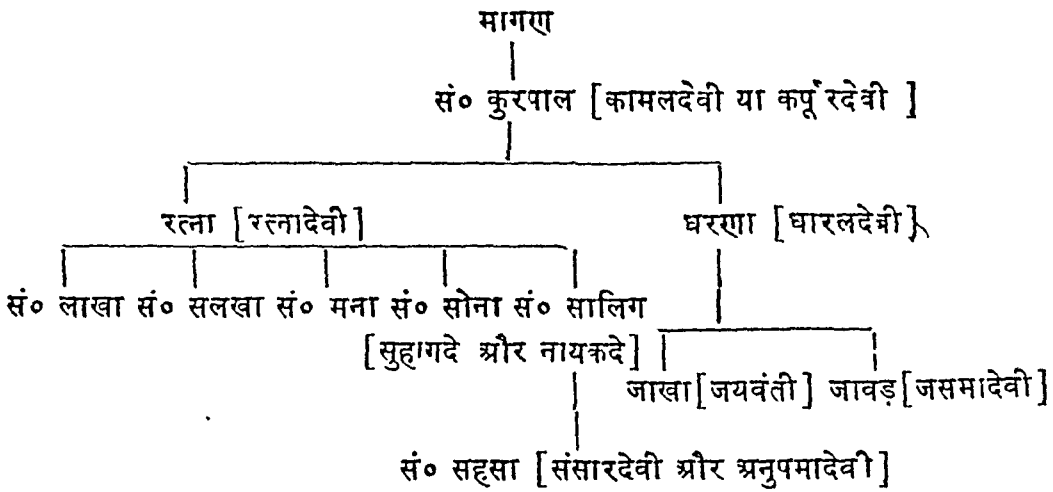 मागण
सं० कुरपाल [कामलदेवी या कर्पूरदेवी ]
रत्ना [रत्नादेवी] धरणा [धारलदेवी]
सं० लाखा सं० सलखा सं० मना सं० सोना सं० सालिग
[सुहागदे और नायकदे]
जाखा[जयवंती] जावड़[जसमादेवी]
सं० सहसा [संसारदेवी और अनुपमादेवी]